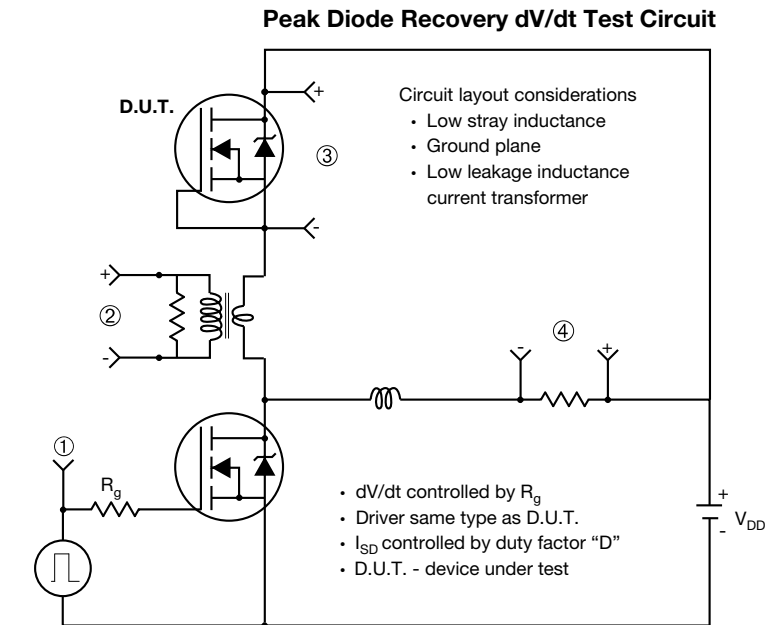 Peak Diode Recovery dV/dt Test Circuit
D.U.T.
+
Circuit layout considerations
• Low stray inductance
• Ground plane
• Low leakage inductance
current transformer
③
-
+
②
-
④
-
+
①
Rg
• dV/dt controlled by Rg
• Driver same type as D.U.T.
• ISD controlled by duty factor “D”
• D.U.T. - device under test
+
VDD
-